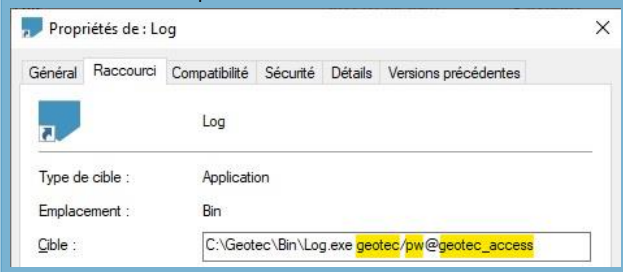 Propriétés de : Log
Général Raccourci Compatibilité Sécurité Détails Versions précédentes
Log
Type de cible : Application
Emplacement : Bin
Cible : C:\Geotec\Bin\Log.exe geotec/pw@geotec_access